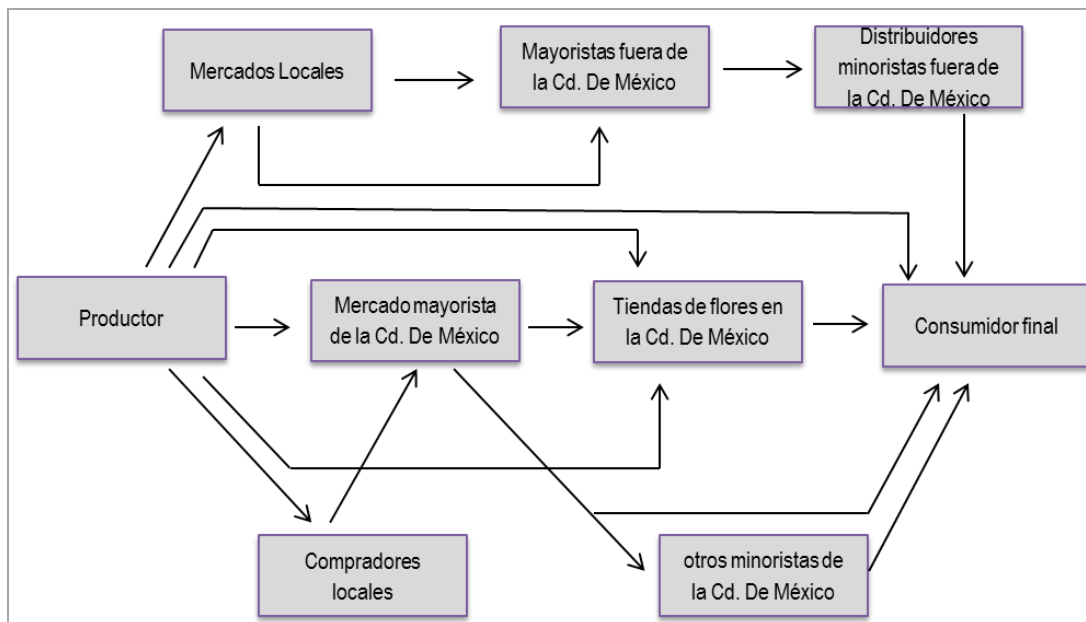 Mercados Locales
Mayoristas fuera de
la Cd. De México
Distribuidores
minoristas fuera de
la Cd. De México
Productor
Mercado mayorista
de la Cd. De México
Tiendas de flores en
la Cd. De México
Consumidor final
Compradores
locales
otros minoristas de
la Cd. De México